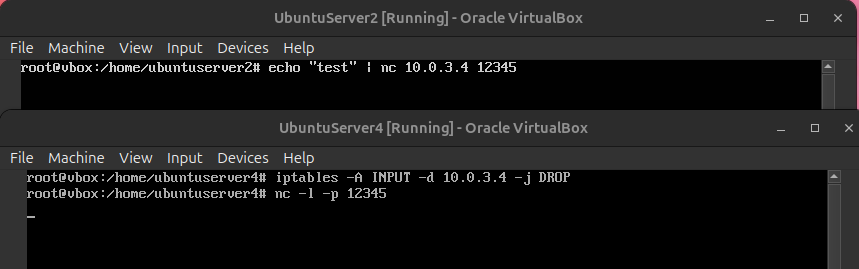 UbuntuServer2 [Running] - Oracle VirtualBox
File Machine View Input Devices Help
root@vbox:/home/ubuntuserver2# echo "test" | nc 10.0.3.4 12345
UbuntuServer4 [Running] - Oracle VirtualBox
File Machine View Input Devices Help
root@vbox:/home/ubuntuserver4# iptables -A INPUT -d 10.0.3.4 -j DROP
root@vbox:/home/ubuntuserver4# nc -l -p 12345